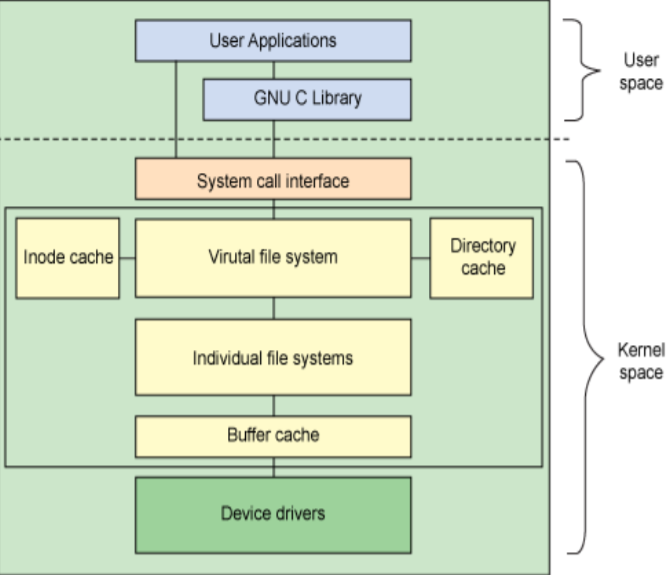 User Applications
User
space
GNU C Library
System call interface
Inode cache
Virutal file system
Directory
cache
Individual file systems
Kernel
space
Buffer cache
Device drivers